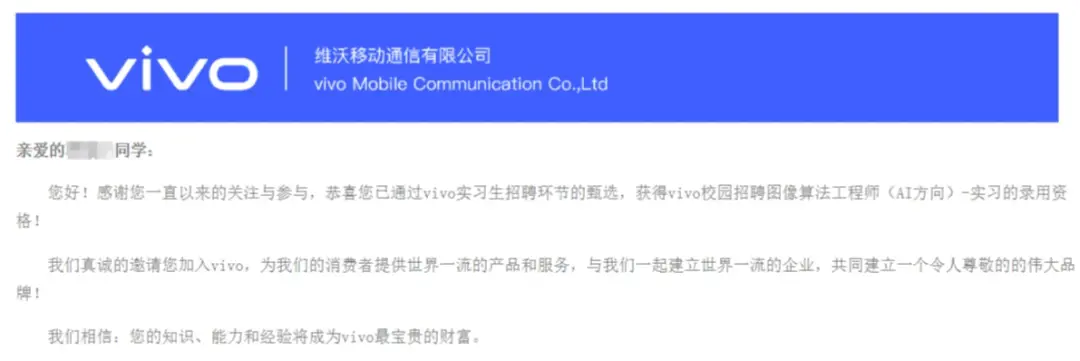 vivo
维沃移动通信有限公司
vivo Mobile Communication Co.,Ltd
亲爱的 同学：
您好！感谢您一直以来的关注与参与，恭喜您已通过vivo实习生招聘环节的甄选，获得vivo校园招聘图像算法工程师（AI方向）-实习的录用资
格！
我们真诚的邀请您加入vivo，为我们的消费者提供世界一流的产品和服务，与我们一起建立世界一流的企业，共同建立一个令人尊敬的的伟大品
牌！
我们相信：您的知识、能力和经验将成为vivo最宝贵的财富。